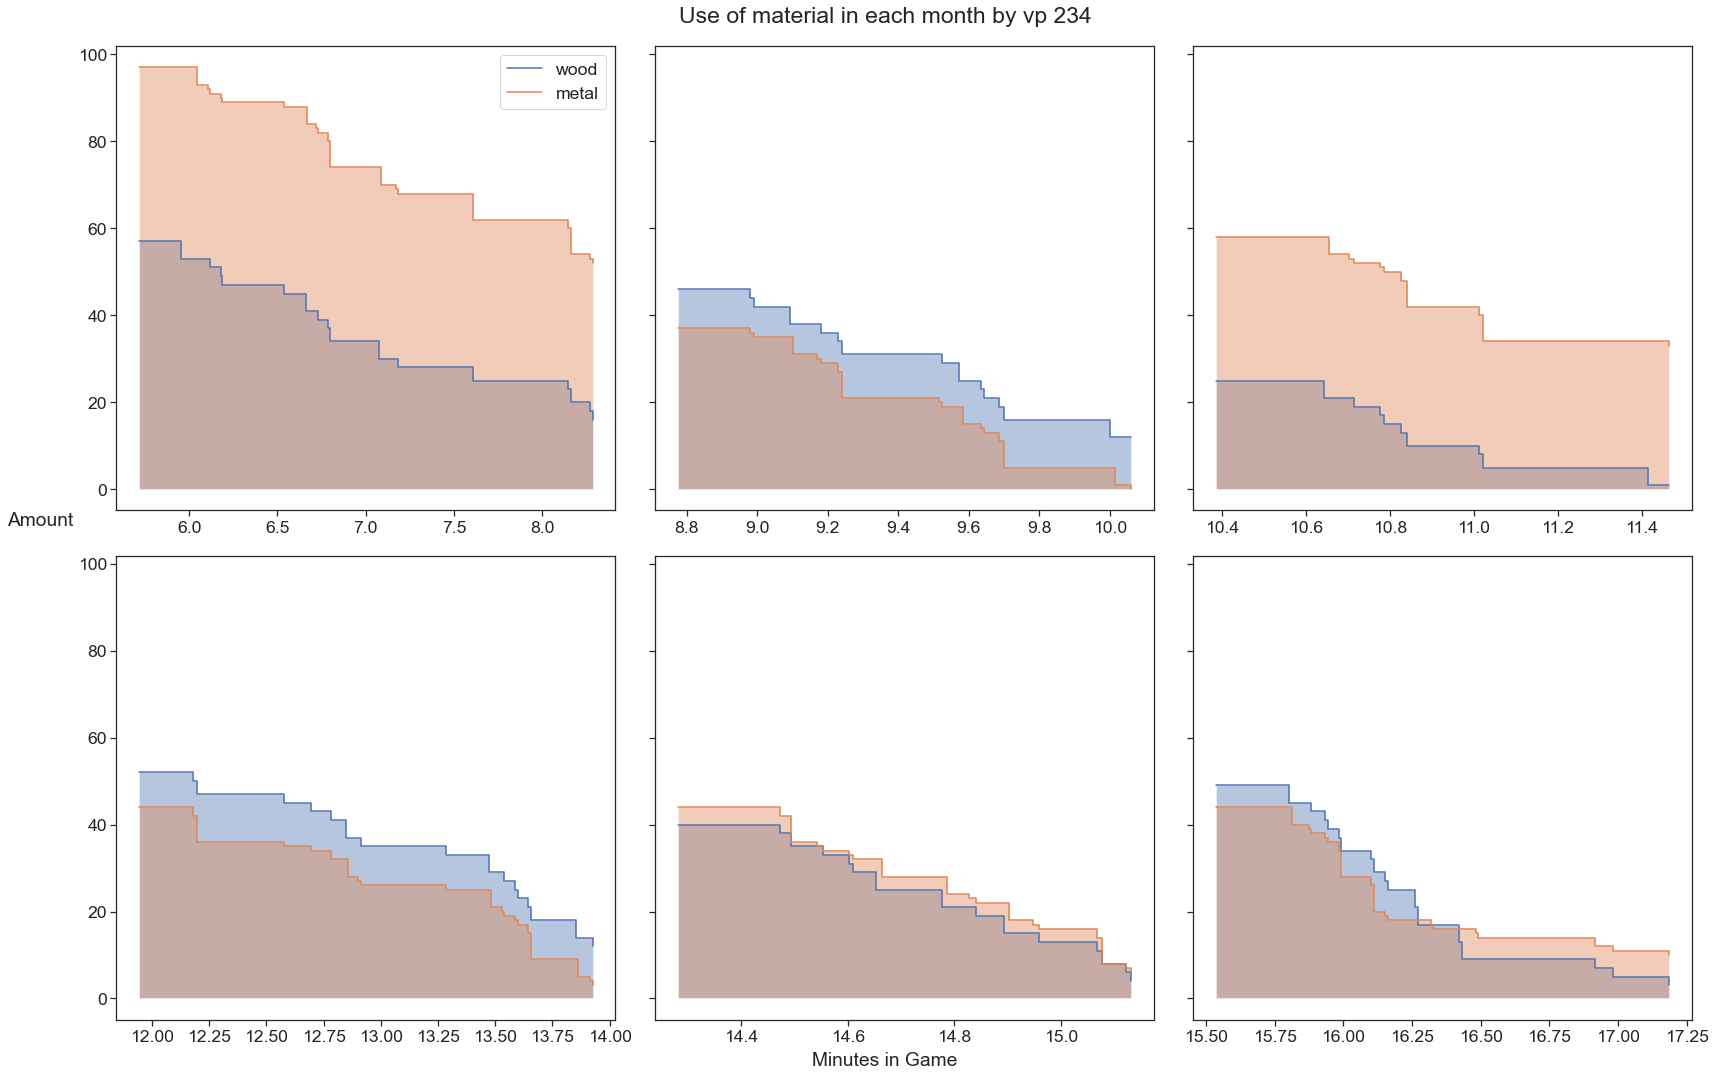 Use of material in each month by vp 234
wood
metal
100
80
60
40
20
0
6.0 6.5 7.0 7.5 8.0
8.8 9.0 9.2 9.4 9.6 9.8 10.0
10.4 10.6 10.8 11.0 11.2 11.4
Amount
100
80
60
40
20
0
12.00 12.25 12.50 12.75 13.00 13.25 13.50 13.75 14.00
14.4 14.6 14.8 15.0
15.50 15.75 16.00 16.25 16.50 16.75 17.00 17.25
Minutes in Game